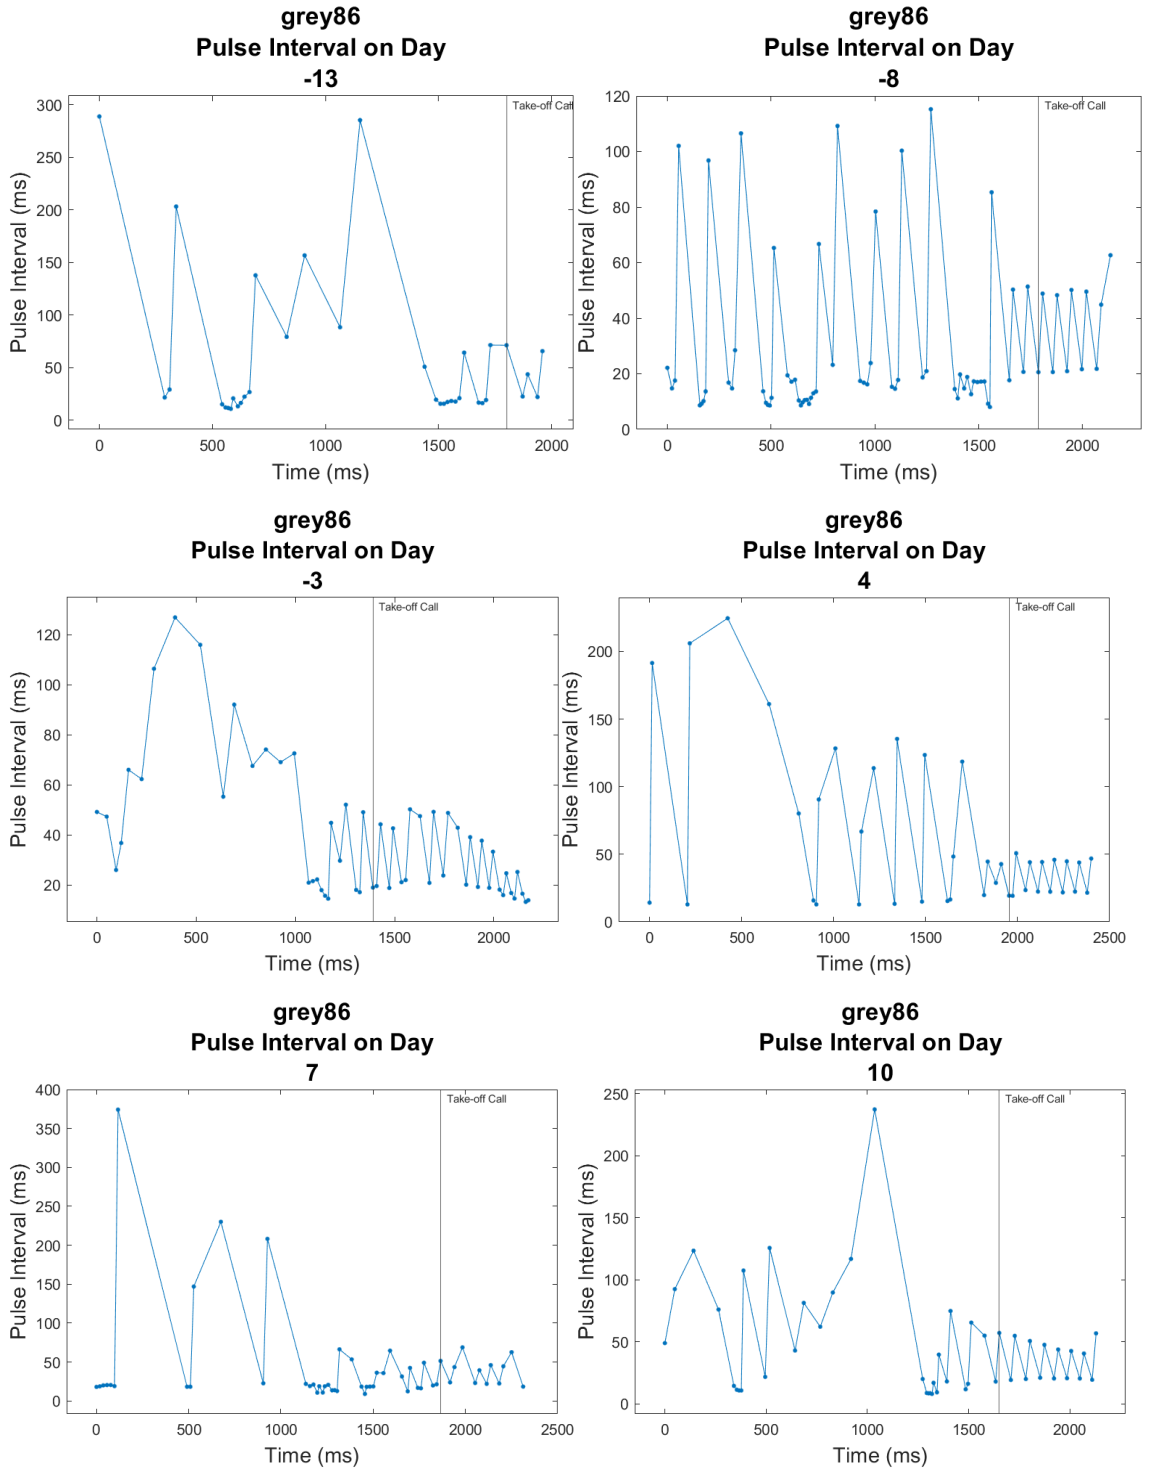 grey86
Pulse Interval on Day
-13
Take-off Call
300
250
200
150
100
50
0
Pulse Interval (ms)
0 500 1000 1500 2000
Time (ms)
grey86
Pulse Interval on Day
-8
Take-off Call
120
100
80
60
40
20
0
Pulse Interval (ms)
0 500 1000 1500 2000
Time (ms)
grey86
Pulse Interval on Day
-3
Take-off Call
120
100
80
60
40
20
Pulse Interval (ms)
0 500 1000 1500 2000
Time (ms)
grey86
Pulse Interval on Day
4
Take-off Call
200
150
100
50
0
Pulse Interval (ms)
0 500 1000 1500 2000 2500
Time (ms)
grey86
Pulse Interval on Day
7
Take-off Call
400
350
300
250
200
150
100
50
0
Pulse Interval (ms)
0 500 1000 1500 2000 2500
Time (ms)
grey86
Pulse Interval on Day
10
Take-off Call
250
200
150
100
50
0
Pulse Interval (ms)
0 500 1000 1500 2000
Time (ms)